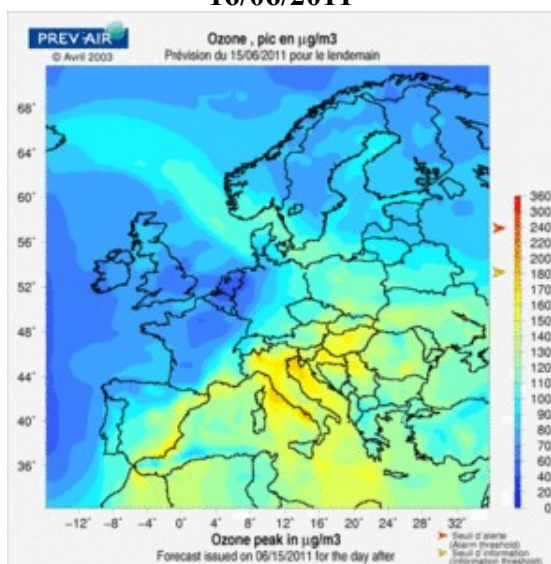 16/06/2011
PREV'AIR
© Avril 2003
Ozone , pic en µg/m3
Prévision du 15/06/2011 pour le lendemain
68°
64°
60°
56°
52°
48°
44°
40°
36°
360
300
240
220
200
180
170
160
150
140
130
120
110
100
90
80
70
60
40
20
0
−12° −8° −4° 0° 4° 8° 12° 16° 20° 24° 28° 32°
Ozone peak in µg/m3
Forecast issued on 06/15/2011 for the day after
Seuil d'alerte
(Alarm threshold)
Seuil d'information
(Information threshold)